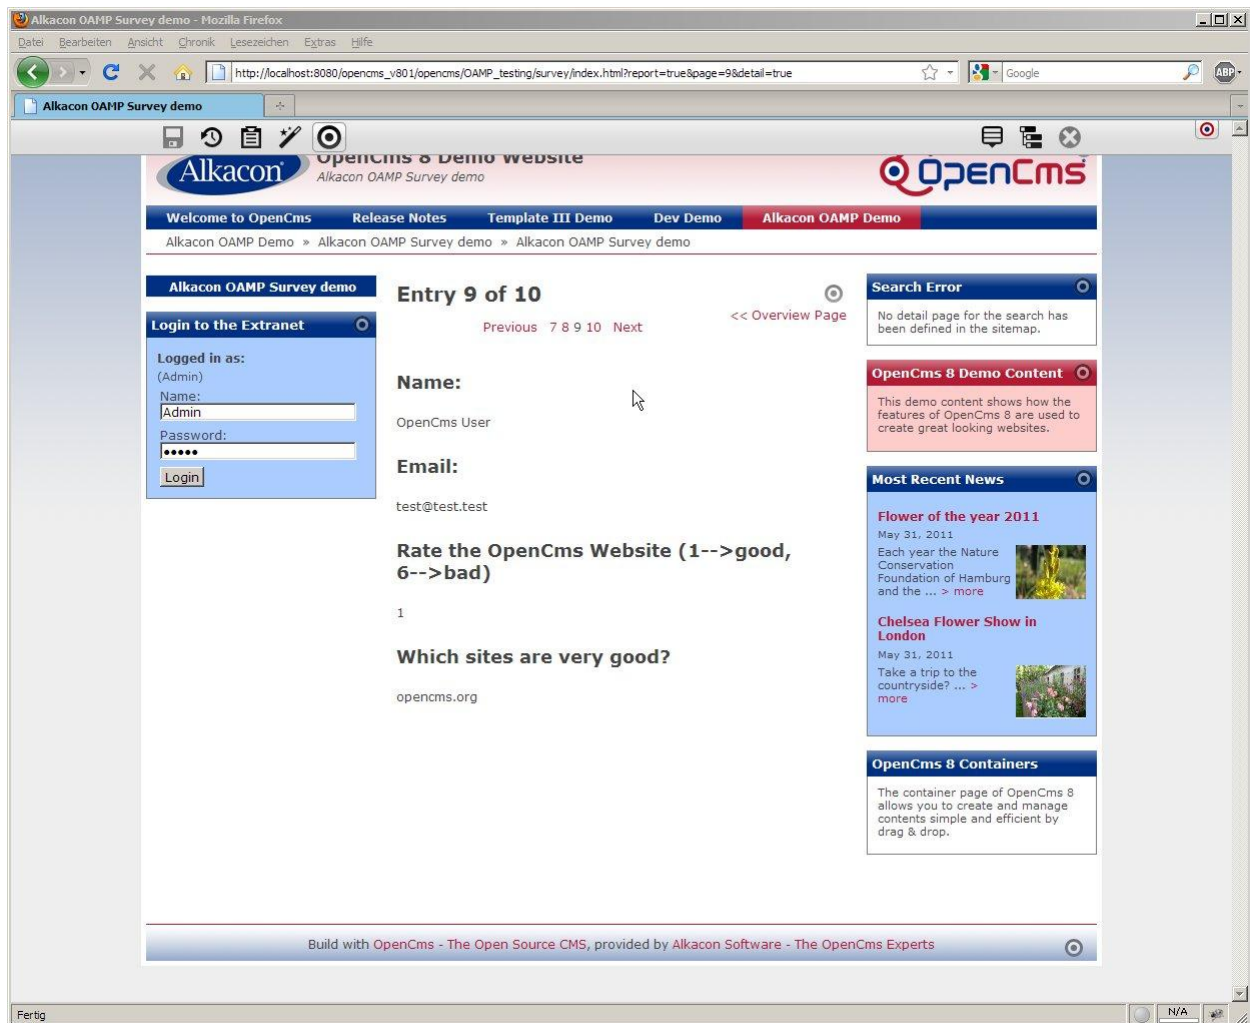 Alkacon OAMP Survey demo - Mozilla Firefox
Datei Bearbeiten Ansicht Chronik Lesezeichen Extras Hilfe
http://localhost:8080/opencms_v801/opencms/OAMP_testing/survey/index.html?report=true&page=9&detail=true
Google
ABP
Alkacon OAMP Survey demo
OpenCms 8 Demo Website
Alkacon
Alkacon OAMP Survey demo
OpenCms
Welcome to OpenCms Release Notes Template III Demo Dev Demo Alkacon OAMP Demo
Alkacon OAMP Demo » Alkacon OAMP Survey demo » Alkacon OAMP Survey demo
Alkacon OAMP Survey demo
Login to the Extranet
Logged in as:
(Admin)
Name:
Admin
Password:
●●●●●
Login
Entry 9 of 10
<< Overview Page
Previous 7 8 9 10 Next
Name:
OpenCms User
Email:
test@test.test
Rate the OpenCms Website (1-->good,
6-->bad)
1
Which sites are very good?
opencms.org
Search Error
No detail page for the search has
been defined in the sitemap.
OpenCms 8 Demo Content
This demo content shows how the
features of OpenCms 8 are used to
create great looking websites.
Most Recent News
Flower of the year 2011
May 31, 2011
Each year the Nature
Conservation
Foundation of Hamburg
and the ... > more
Chelsea Flower Show in
London
May 31, 2011
Take a trip to the
countryside? ... >
more
OpenCms 8 Containers
The container page of OpenCms 8
allows you to create and manage
contents simple and efficient by
drag & drop.
Build with OpenCms - The Open Source CMS, provided by Alkacon Software - The OpenCms Experts
Fertig
N/A